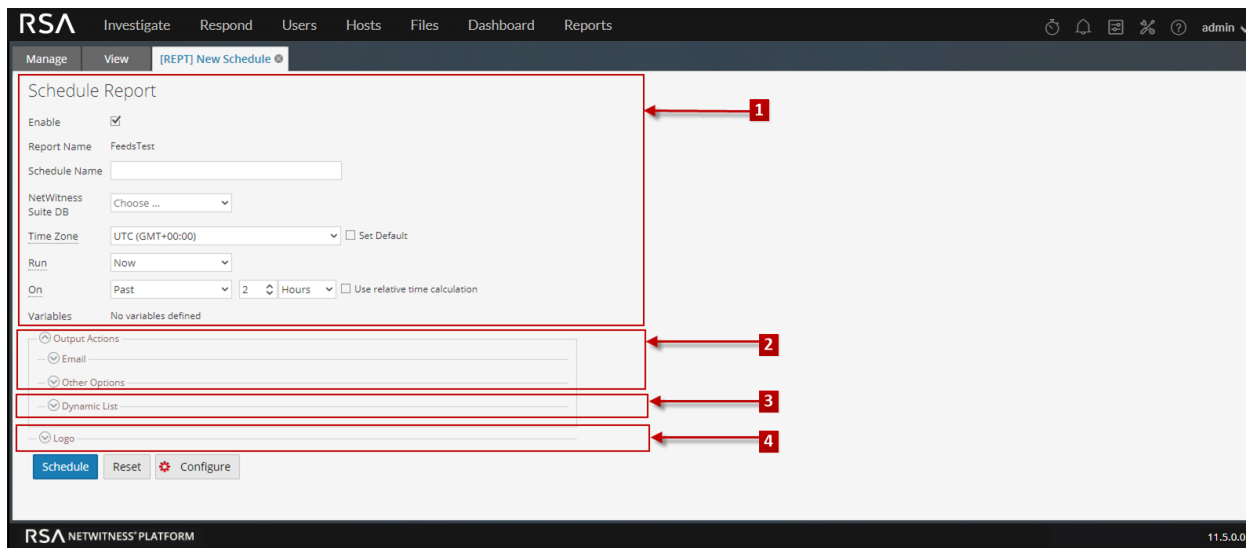 RSA Investigate Respond Users Hosts Files Dashboard Reports admin
Manage View [REPT] New Schedule
Schedule Report
1
Enable
Report Name FeedsTest
Schedule Name
NetWitness Suite DB Choose ...
Time Zone UTC (GMT+00:00) Set Default
Run Now
On Past 2 Hours Use relative time calculation
Variables No variables defined
Output Actions
2
Email
Other Options
Dynamic List
3
Logo
4
Schedule Reset Configure
RSA NETWITNESS® PLATFORM 11.5.0.0